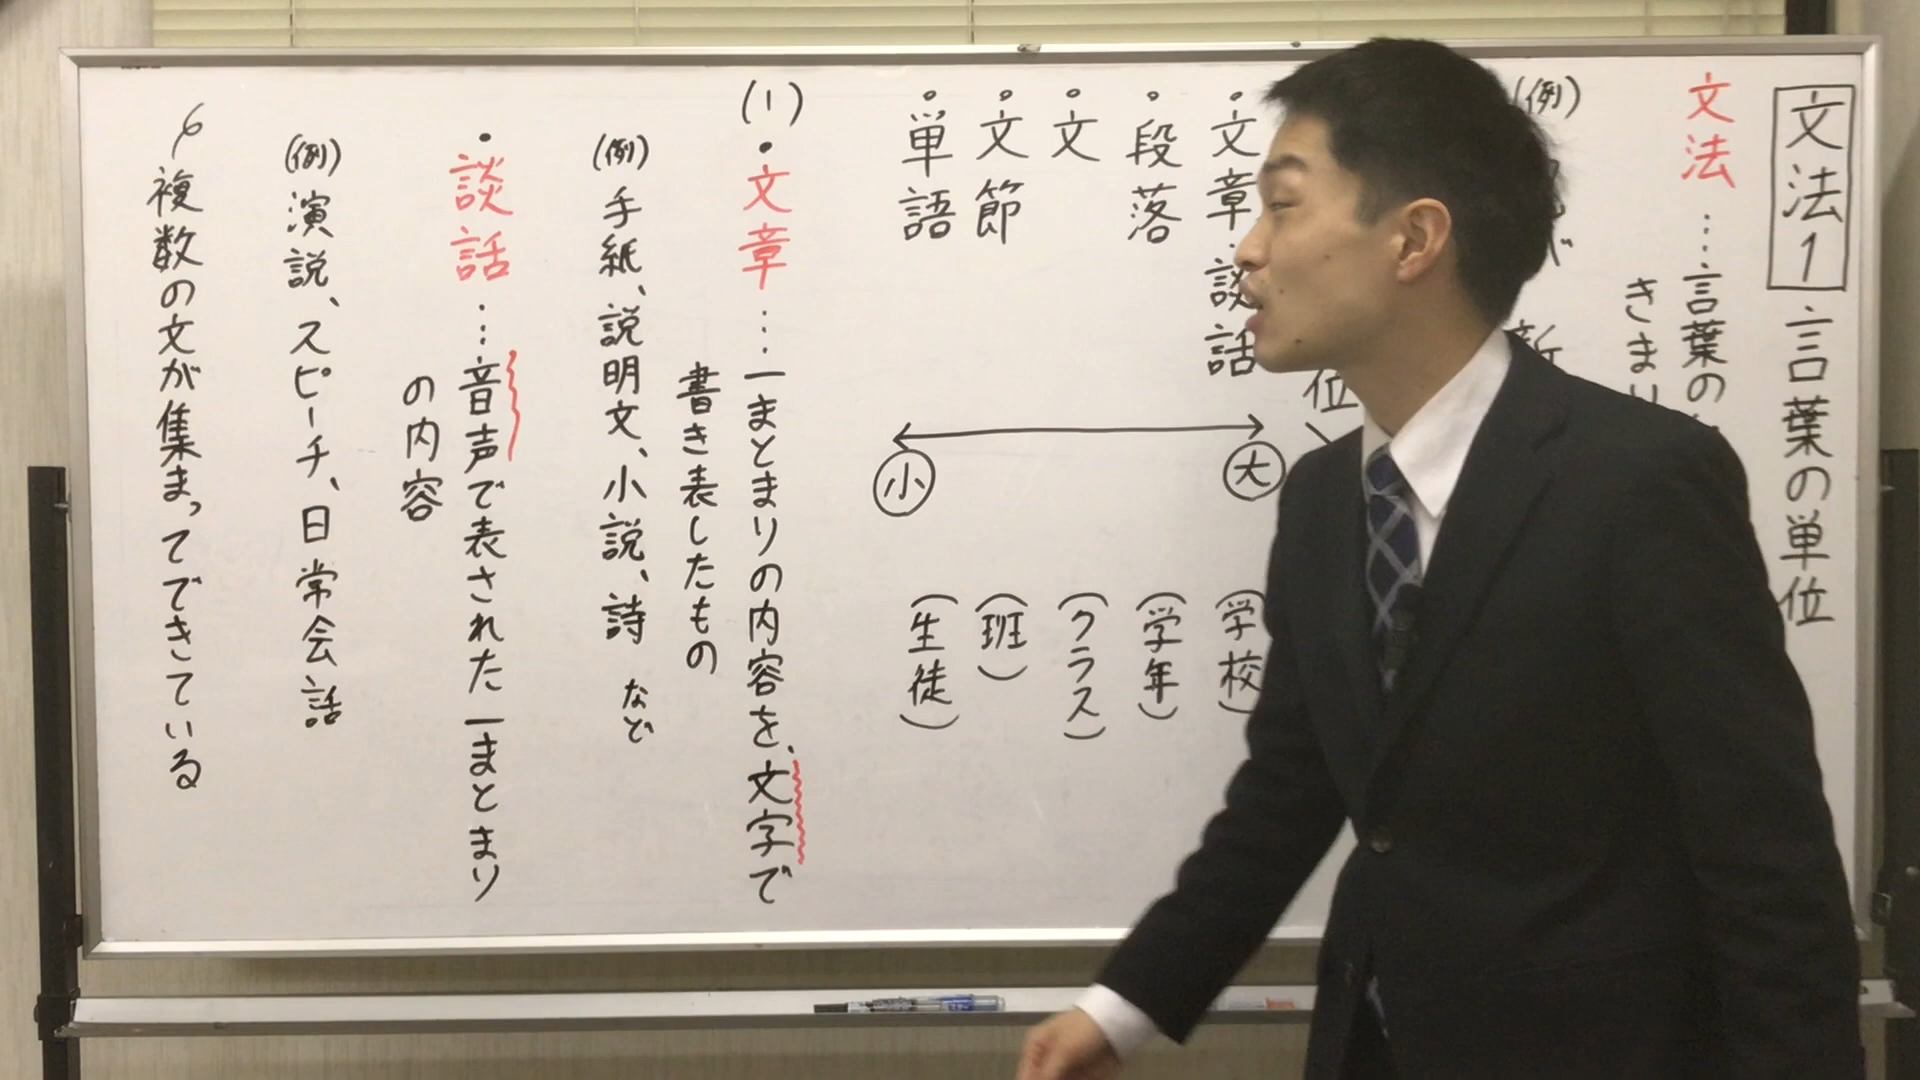 文法1 言葉の単位
文法…言葉の
きまり
(例)
位
・文章・談話 大 (学校)
・段落 (学年)
・文 (クラス)
・文節 (班)
・単語 小 (生徒)
(1)・文章…一まとまりの内容を、文字で
書き表したもの
(例)手紙、説明文、小説、詩 など
・談話…音声で表された一まとまり
の内容
(例)演説、スピーチ、日常会話
複数の文が集まってできている